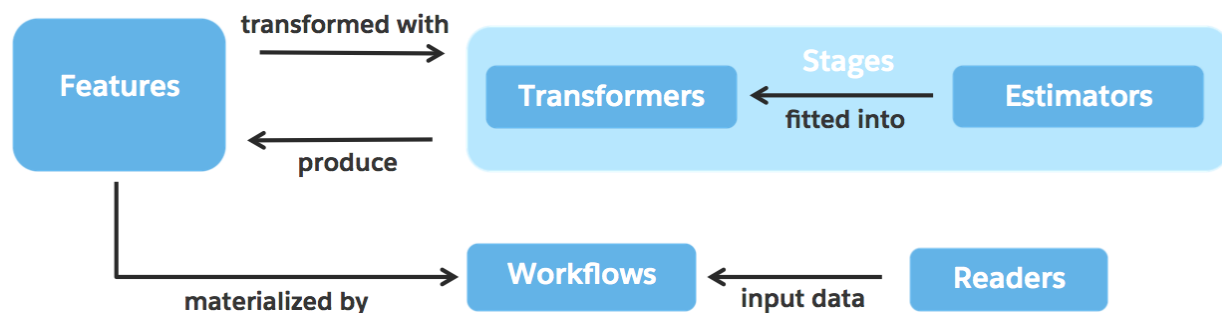 transformed with
Features
Stages
Transformers
fitted into
Estimators
produce
Workflows
Readers
materialized by
input data